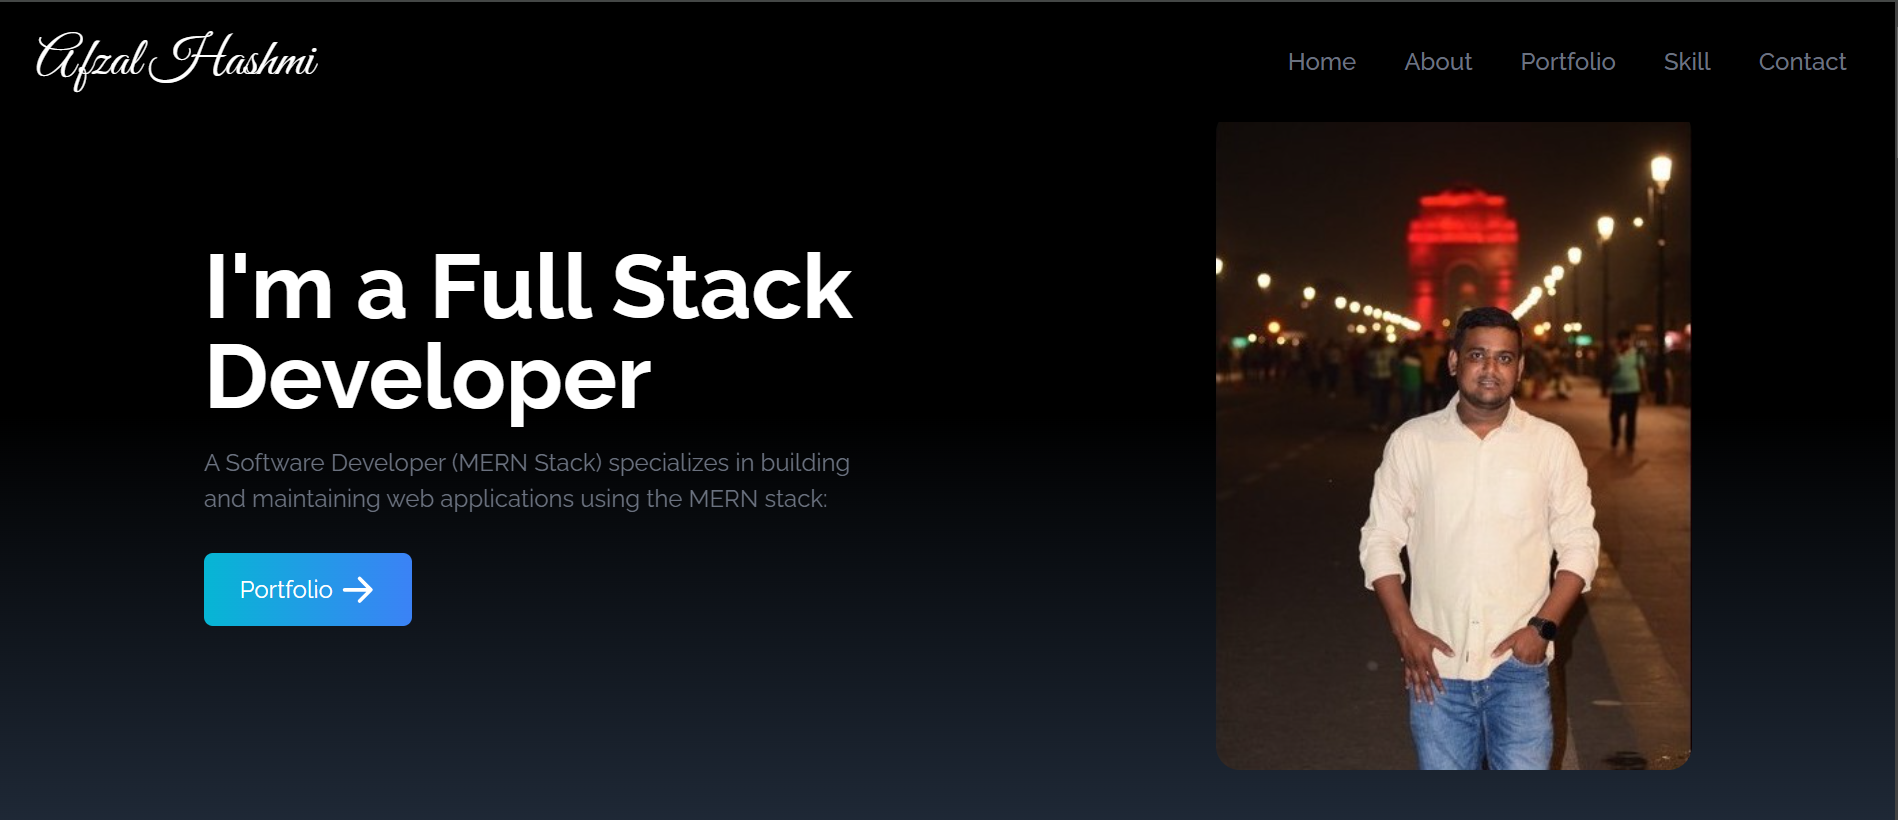 Afzal Hashmi
Home About Portfolio Skill Contact
I'm a Full Stack
Developer
A Software Developer (MERN Stack) specializes in building
and maintaining web applications using the MERN stack:
Portfolio